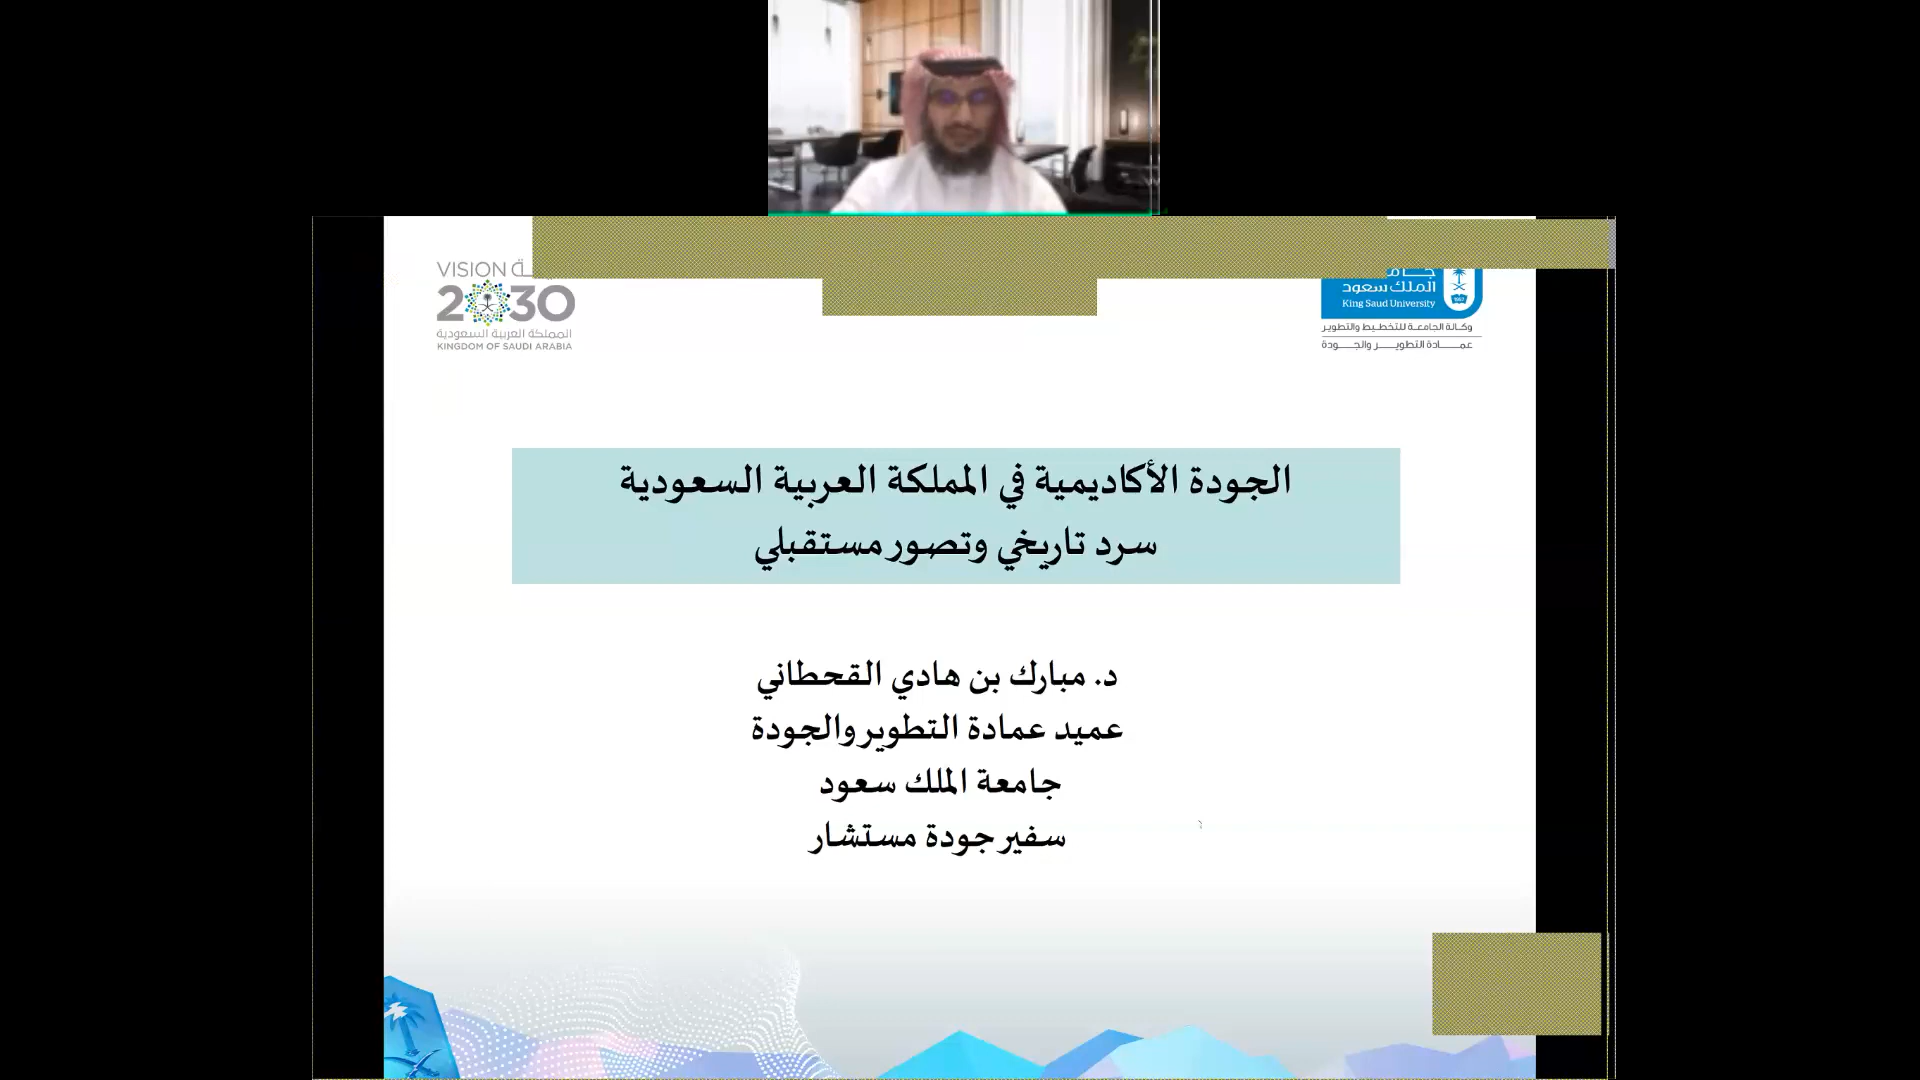 VISION
2030
المملكة العربية السعودية
KINGDOM OF SAUDI ARABIA
الملك سعود
King Saud University
1957
وكالة الجامعة للتخطيط والتطوير
عمادة التطوير والجودة
الجودة الأكاديمية في المملكة العربية السعودية
سرد تاريخي وتصور مستقبلي
د. مبارك بن هادي القحطاني
عميد عمادة التطوير والجودة
جامعة الملك سعود
سفير جودة مستشار